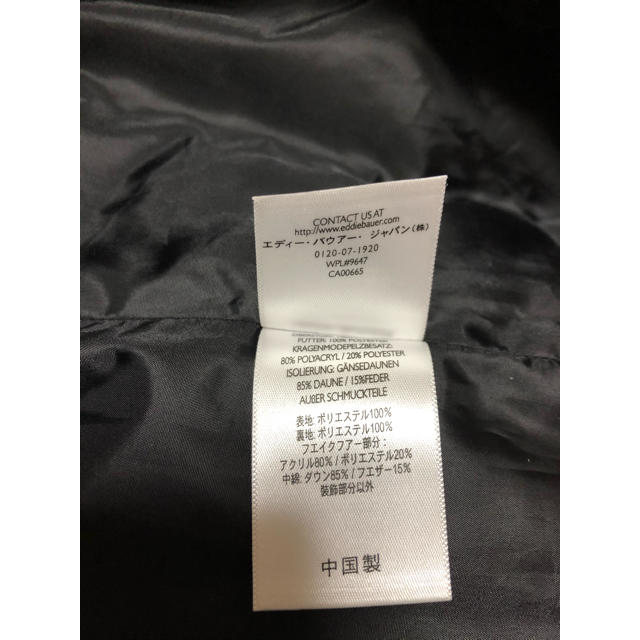 CONTACT US AT
http://www.eddiebauer.com
エディー・バウアー・ジャパン(株)
0120-07-1920
WPL#9647
CA00665
FUTTER: 100% POLYESTER
KRAGENMODEPELZBESATZ:
80% POLYACRYL / 20% POLYESTER
ISOLIERUNG: GÄNSEDAUNEN
85% DAUNE / 15%FEDER
AUßER SCHMUCKTEILE
表地: ポリエステル100%
裏地: ポリエステル100%
フエイクフアー部分:
アクリル80% / ポリエステル20%
中綿: ダウン85% / フエザー15%
装飾部分以外
中国製